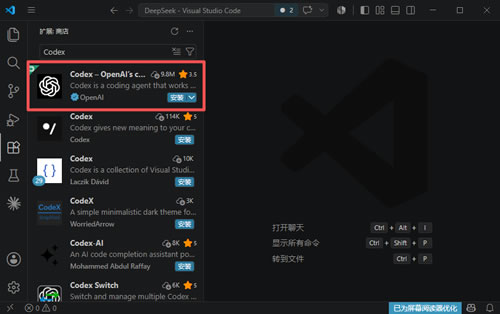 DeepSeek - Visual Studio Code
2
扩展: 商店
Codex
Codex – OpenAI's c... 9.8M 3.5
Codex is a coding agent that works ...
OpenAI 安装
Codex 114K 5
Codex gives new meaning to your c...
Codex 安装
Codex 10K
Codex is a collection of Visual Studi...
Laczik Dávid 安装
29
CodeX 3K
A simple minimalistic dark theme for...
WorriedArrow 安装
Codex-AI 8K 5
An AI code completion assistant po...
Mohammed Abdul Raffay 安装
Codex Switch 6K 5
Switch and manage multiple Codex ...
打开聊天 Ctrl + Alt + I
显示所有命令 Ctrl + Shift + P
转到文件 Ctrl + P
0 0
已为屏幕阅读器优化